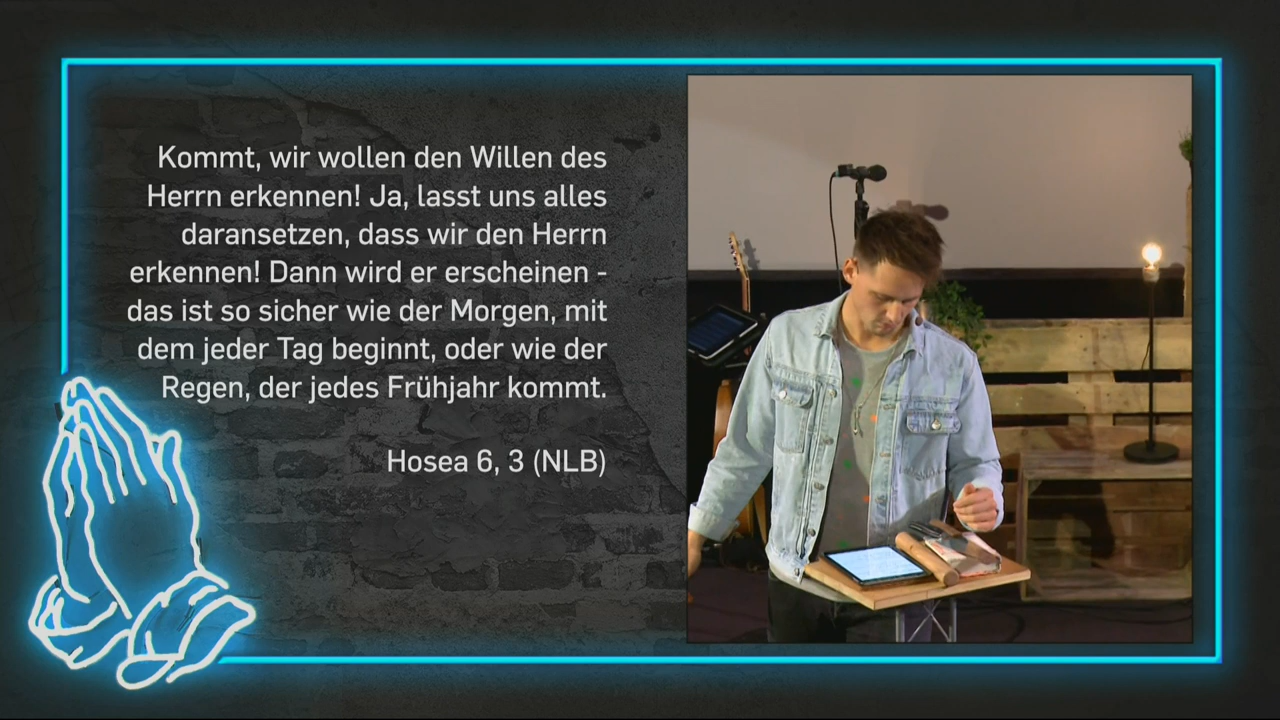 Kommt, wir wollen den Willen des
Herrn erkennen! Ja, lasst uns alles
daransetzen, dass wir den Herrn
erkennen! Dann wird er erscheinen -
das ist so sicher wie der Morgen, mit
dem jeder Tag beginnt, oder wie der
Regen, der jedes Frühjahr kommt.
Hosea 6, 3 (NLB)